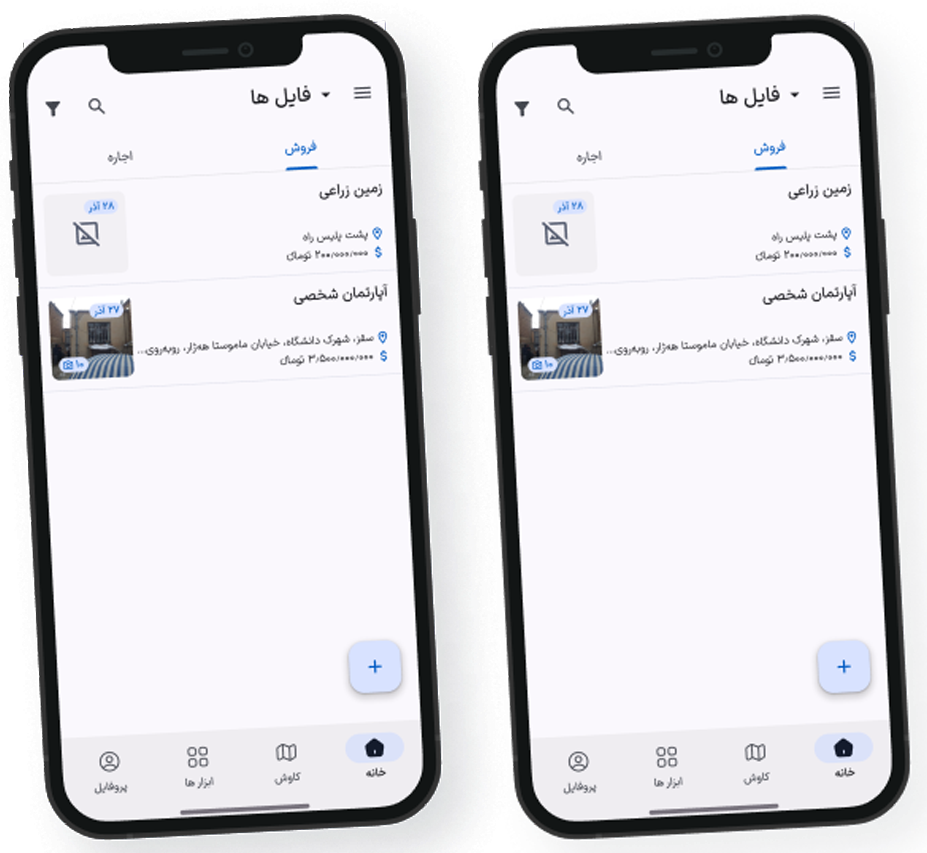 فایل ها
فروش
اجاره
زمین زراعی
۲۸ آذر
پشت پلیس راه
۲۰۰٬۰۰۰٬۰۰۰ تومان
آپارتمان شخصی
۲۷ آذر
سقز، شهرک دانشگاه، خیابان ماموستا هه‌ژار، روبه‌روی...
۳٬۵۰۰٬۰۰۰٬۰۰۰ تومان
۱۰
+
خانه
کاوش
ابزار ها
پروفایل
فایل ها
فروش
اجاره
زمین زراعی
۲۸ آذر
پشت پلیس راه
۲۰۰٬۰۰۰٬۰۰۰ تومان
آپارتمان شخصی
۲۷ آذر
سقز، شهرک دانشگاه، خیابان ماموستا هه‌ژار، روبه‌روی...
۳٬۵۰۰٬۰۰۰٬۰۰۰ تومان
۱۰
+
خانه
کاوش
ابزار ها
پروفایل